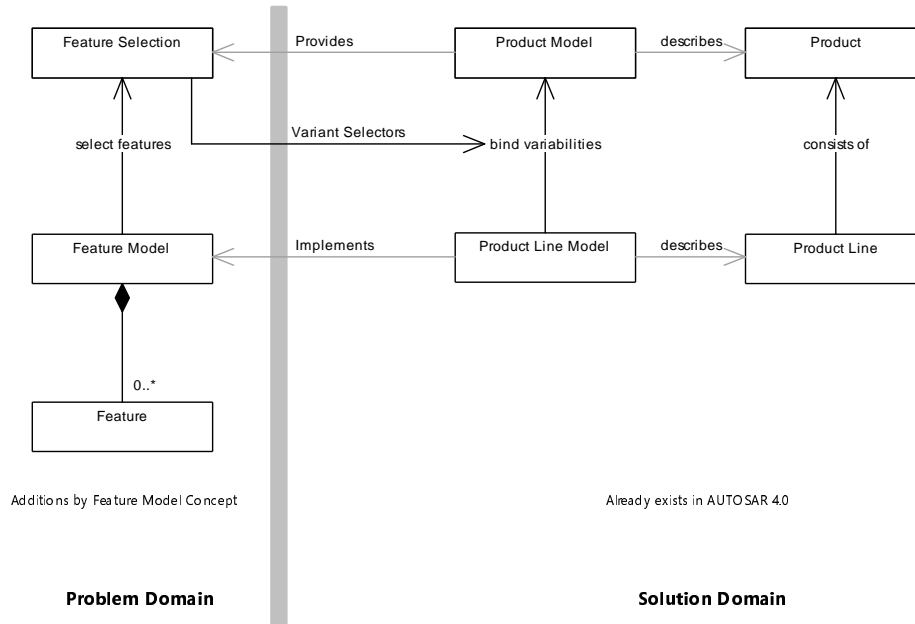 Feature Selection
Provides
Product Model
describes
Product
Variant Selectors
select features
bind variabilities
consists of
Feature Model
Implements
Product Line Model
describes
Product Line
0..*
Feature
Additions by Feature Model Concept
Already exists in AUTOSAR 4.0
Problem Domain
Solution Domain